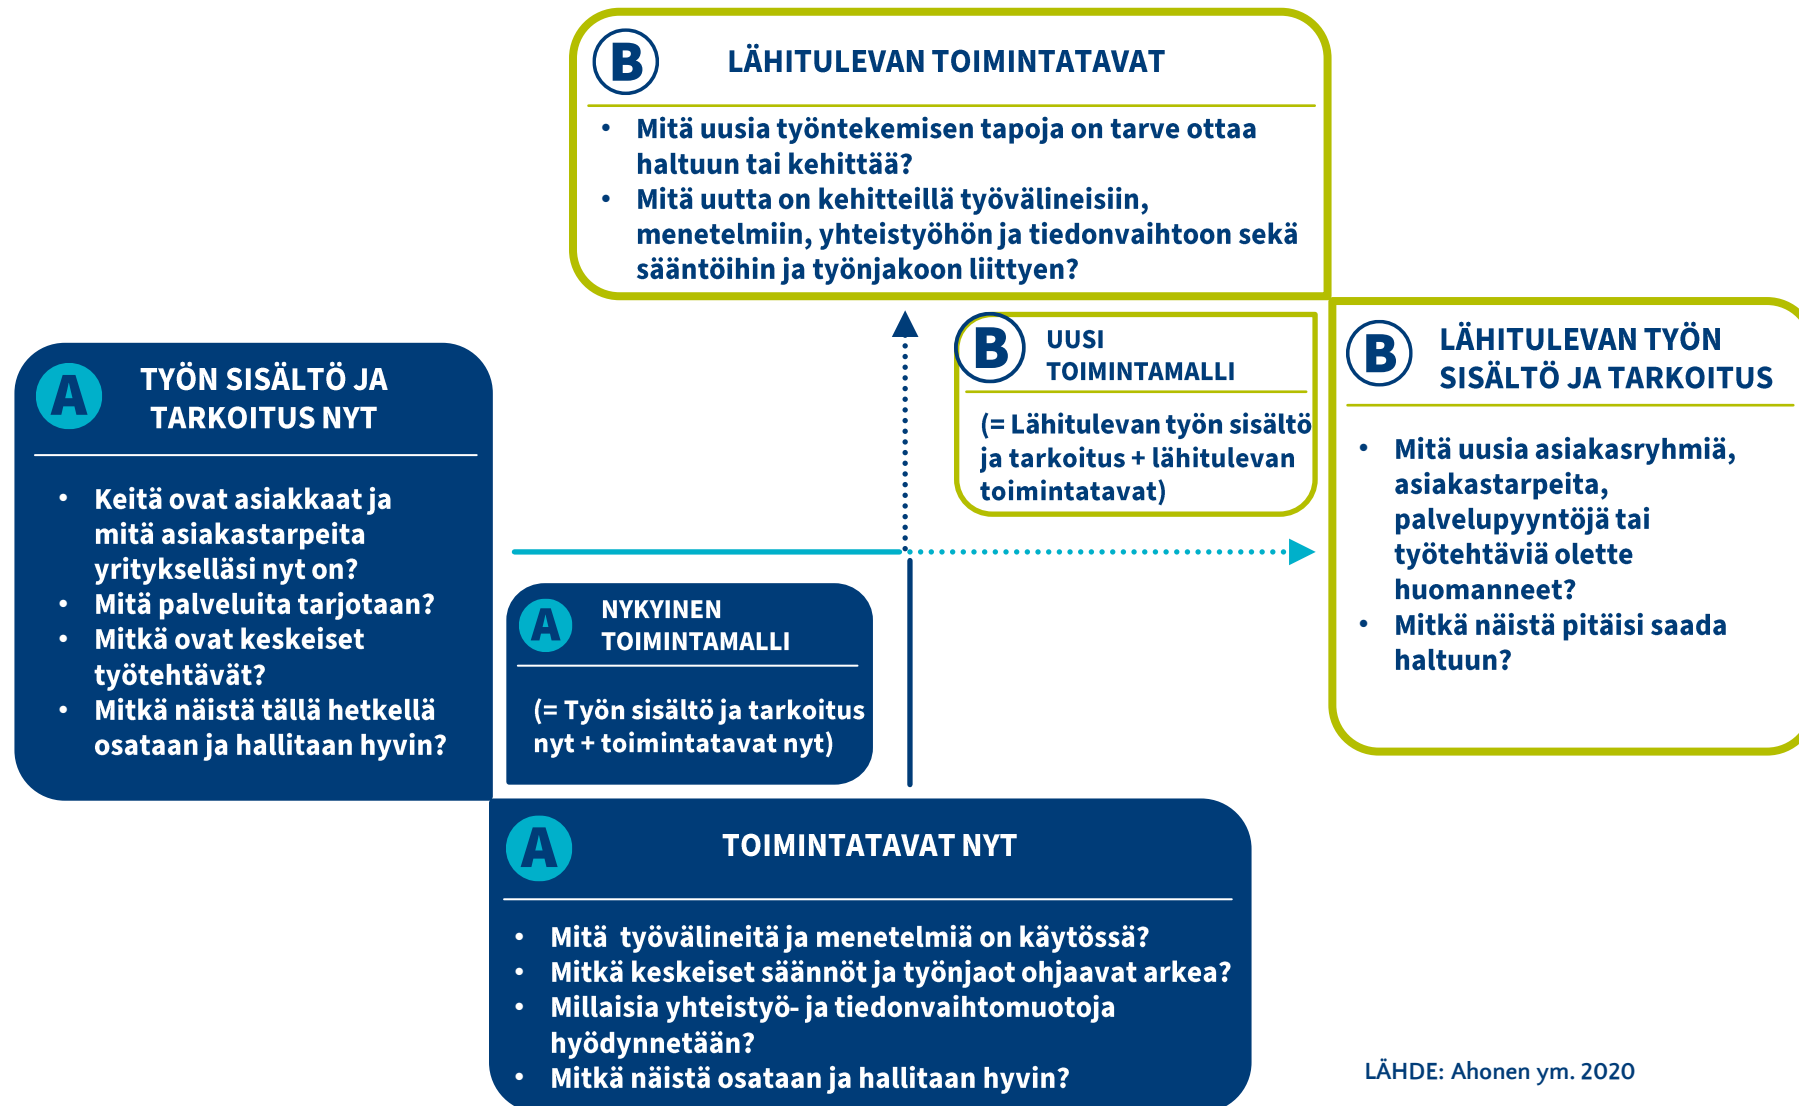 B
LÄHITULEVAN TOIMINTATAVAT
• Mitä uusia työntekemisen tapoja on tarve ottaa
haltuun tai kehittää?
• Mitä uutta on kehitteillä työvälineisiin,
menetelmiin, yhteistyöhön ja tiedonvaihtoon sekä
sääntöihin ja työnjakoon liittyen?
A
TYÖN SISÄLTÖ JA
TARKOITUS NYT
• Keitä ovat asiakkaat ja
mitä asiakastarpeita
yritykselläsi nyt on?
• Mitä palveluita tarjotaan?
• Mitkä ovat keskeiset
työtehtävät?
• Mitkä näistä tällä hetkellä
osataan ja hallitaan hyvin?
B
UUSI
TOIMINTAMALLI
(= Lähitulevan työn sisältö
ja tarkoitus + lähitulevan
toimintatavat)
B
LÄHITULEVAN TYÖN
SISÄLTÖ JA TARKOITUS
• Mitä uusia asiakasryhmiä,
asiakastarpeita,
palvelupyyntöjä tai
työtehtäviä olette
huomanneet?
• Mitkä näistä pitäisi saada
haltuun?
A
NYKYINEN
TOIMINTAMALLI
(= Työn sisältö ja tarkoitus
nyt + toimintatavat nyt)
A
TOIMINTATAVAT NYT
• Mitä työvälineitä ja menetelmiä on käytössä?
• Mitkä keskeiset säännöt ja työnjaot ohjaavat arkea?
• Millaisia yhteistyö- ja tiedonvaihtomuotoja
hyödynnetään?
• Mitkä näistä osataan ja hallitaan hyvin?
LÄHDE: Ahonen ym. 2020